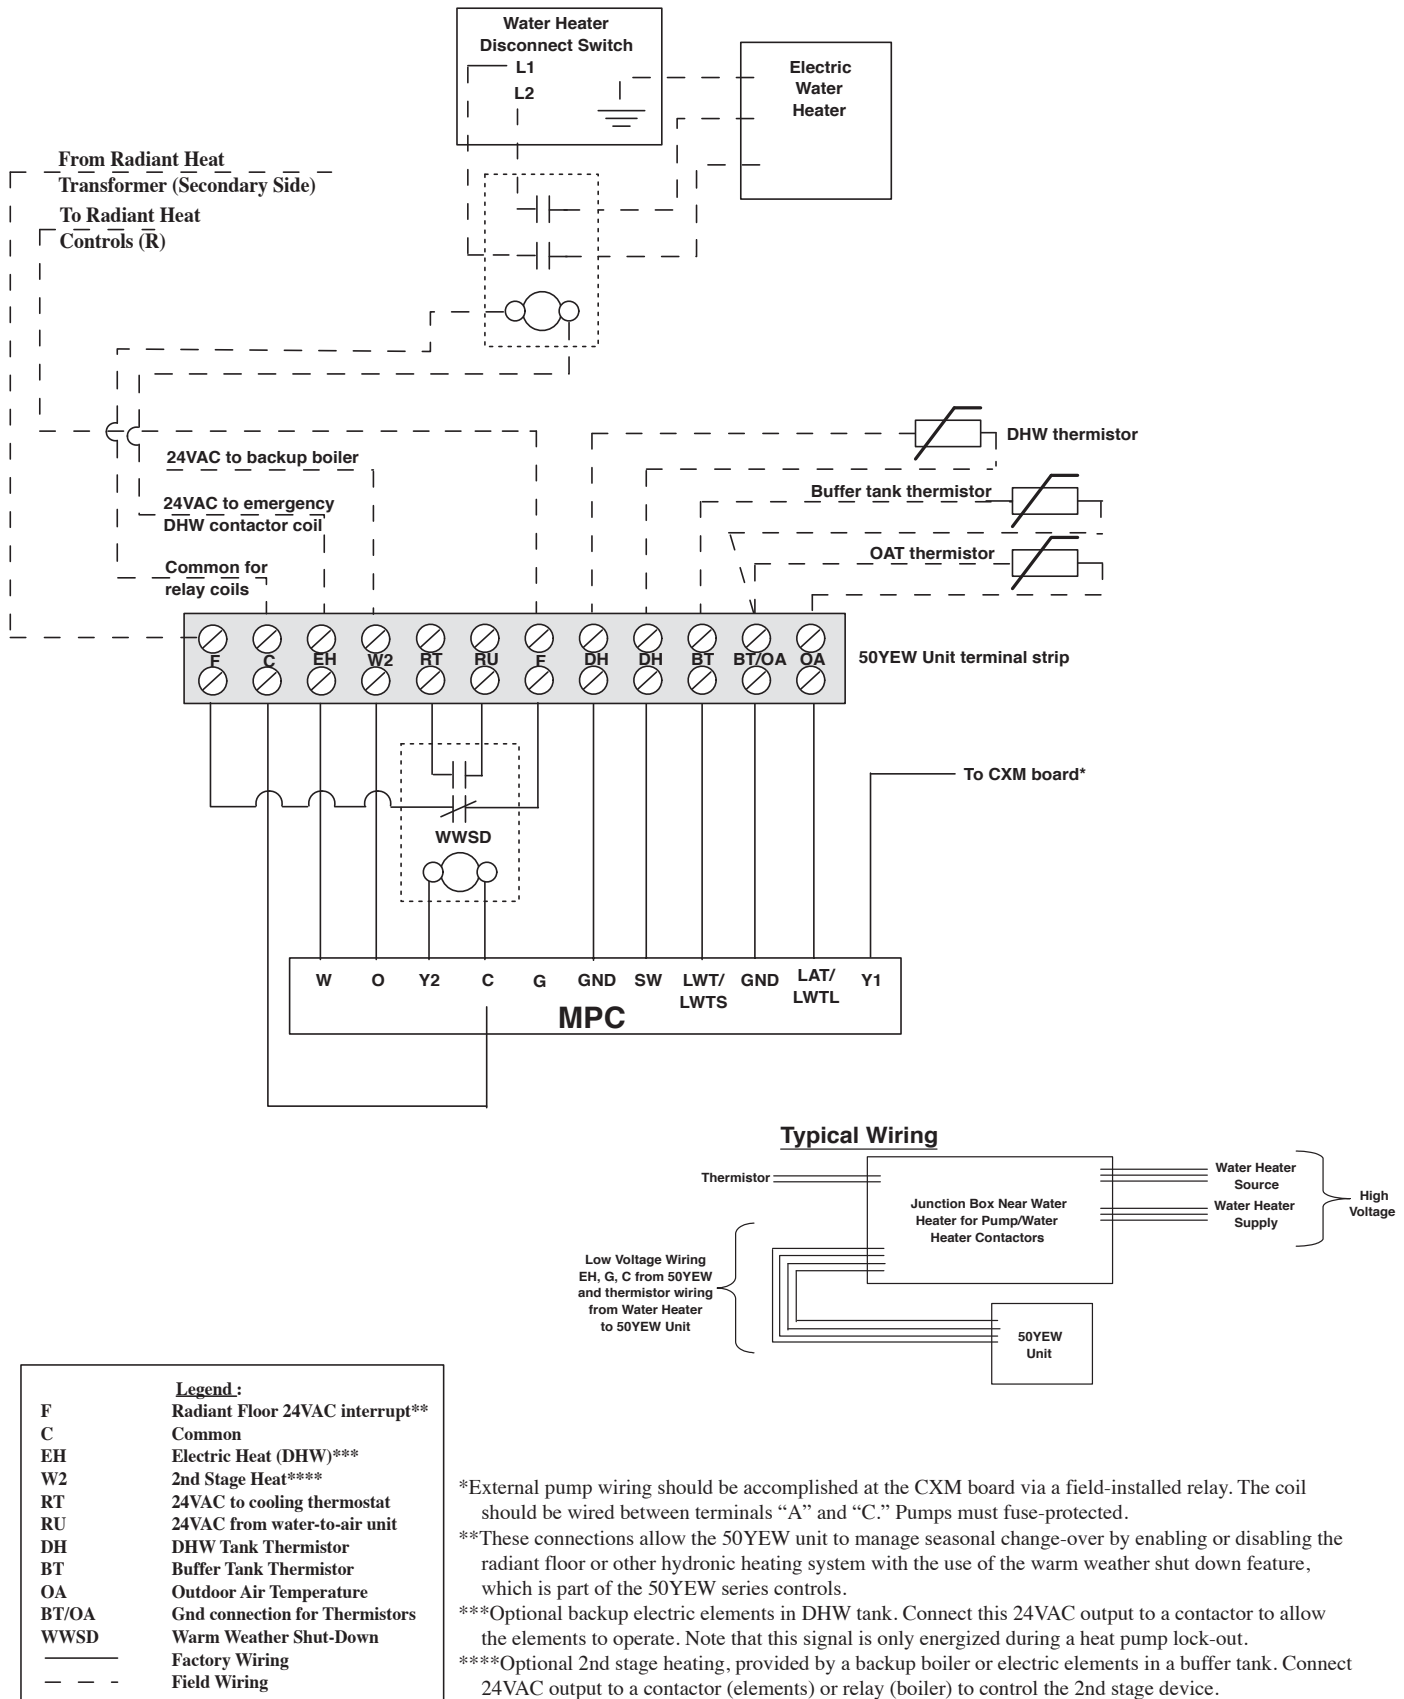 Water Heater
Disconnect Switch
L1
L2
Electric
Water
Heater
From Radiant Heat
Transformer (Secondary Side)
To Radiant Heat
Controls (R)
DHW thermistor
24VAC to backup boiler
Buffer tank thermistor
24VAC to emergency
DHW contactor coil
OAT thermistor
Common for
relay coils
F C EH W2 RT RU F DH DH BT BT/OA OA
50YEW Unit terminal strip
To CXM board*
WWSD
W O Y2 C G GND SW LWT/ GND LAT/ Y1
LWTS LWTL
MPC
Typical Wiring
Thermistor
Junction Box Near Water
Heater for Pump/Water
Heater Contactors
Water Heater
Source
Water Heater
Supply
High
Voltage
Low Voltage Wiring
EH, G, C from 50YEW
and thermistor wiring
from Water Heater
to 50YEW Unit
50YEW
Unit
Legend :
F Radiant Floor 24VAC interrupt**
C Common
EH Electric Heat (DHW)***
W2 2nd Stage Heat****
RT 24VAC to cooling thermostat
RU 24VAC from water-to-air unit
DH DHW Tank Thermistor
BT Buffer Tank Thermistor
OA Outdoor Air Temperature
BT/OA Gnd connection for Thermistors
WWSD Warm Weather Shut-Down
Factory Wiring
Field Wiring
*External pump wiring should be accomplished at the CXM board via a field-installed relay. The coil
should be wired between terminals “A” and “C.” Pumps must fuse-protected.
**These connections allow the 50YEW unit to manage seasonal change-over by enabling or disabling the
radiant floor or other hydronic heating system with the use of the warm weather shut down feature,
which is part of the 50YEW series controls.
***Optional backup electric elements in DHW tank. Connect this 24VAC output to a contactor to allow
the elements to operate. Note that this signal is only energized during a heat pump lock-out.
****Optional 2nd stage heating, provided by a backup boiler or electric elements in a buffer tank. Connect
24VAC output to a contactor (elements) or relay (boiler) to control the 2nd stage device.